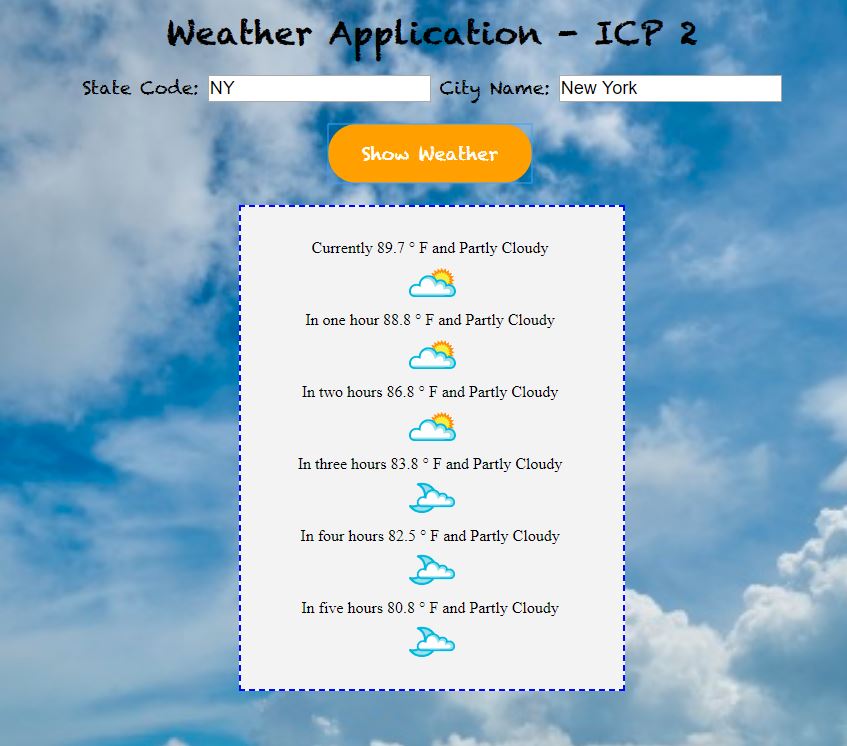 Weather Application - ICP 2
State Code: NY City Name: New York
Show Weather
Currently 89.7 ° F and Partly Cloudy
In one hour 88.8 ° F and Partly Cloudy
In two hours 86.8 ° F and Partly Cloudy
In three hours 83.8 ° F and Partly Cloudy
In four hours 82.5 ° F and Partly Cloudy
In five hours 80.8 ° F and Partly Cloudy